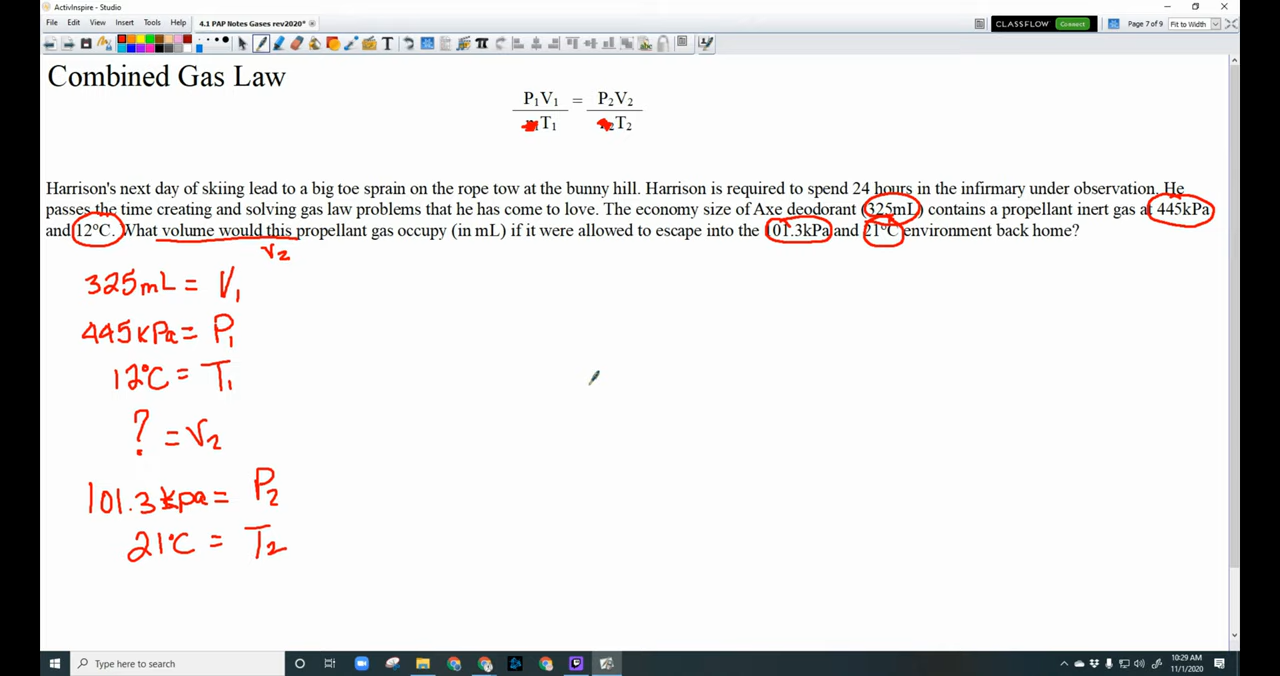 ActivInspire - Studio
File Edit View Insert Tools Help 4.1 PAP Notes Gases rev2020*
CLASSFLOW Connect Page 7 of 9 Fit to Width
Combined Gas Law
P₁V₁ = P₂V₂
T₁ 2T₂
Harrison's next day of skiing lead to a big toe sprain on the rope tow at the bunny hill. Harrison is required to spend 24 hours in the infirmary under observation. He
passes the time creating and solving gas law problems that he has come to love. The economy size of Axe deodorant (325mL) contains a propellant inert gas at 445kPa
and 12°C. What volume would this propellant gas occupy (in mL) if it were allowed to escape into the 101.3kPa and 21°C environment back home?
V₂
325mL = V₁
445kPa = P₁
12°C = T₁
? = V₂
101.3kpa = P₂
21°C = T₂
Type here to search
10:29 AM
11/1/2020